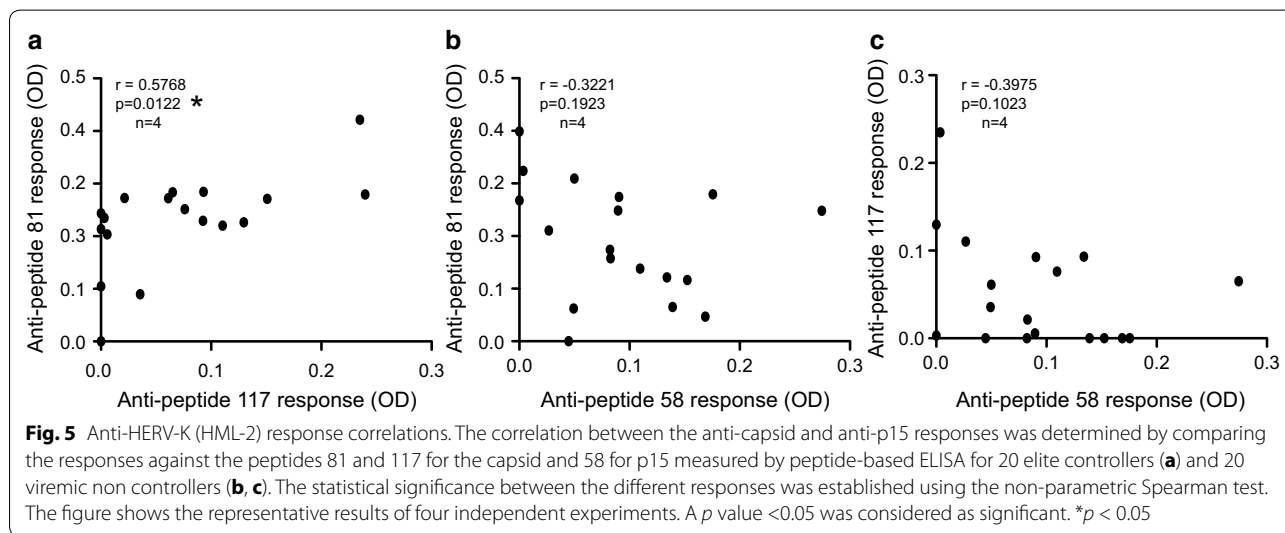 a
r = 0.5768
p=0.0122 *
n=4
Anti-peptide 81 response (OD)
0.5
0.4
0.2
0.3
0.1
0.0
0.0 0.1 0.2 0.3
Anti-peptide 117 response (OD)
b
r = -0.3221
p=0.1923
n=4
Anti-peptide 81 response (OD)
0.5
0.4
0.2
0.3
0.1
0.0
0.0 0.1 0.2 0.3
Anti-peptide 58 response (OD)
c
r = -0.3975
p=0.1023
n=4
Anti-peptide 117 response (OD)
0.3
0.2
0.1
0.0
0.0 0.1 0.2 0.3
Anti-peptide 58 response (OD)
Fig. 5 Anti-HERV-K (HML-2) response correlations. The correlation between the anti-capsid and anti-p15 responses was determined by comparing
the responses against the peptides 81 and 117 for the capsid and 58 for p15 measured by peptide-based ELISA for 20 elite controllers (a) and 20
viremic non controllers (b, c). The statistical significance between the different responses was established using the non-parametric Spearman test.
The figure shows the representative results of four independent experiments. A p value <0.05 was considered as significant. *p < 0.05